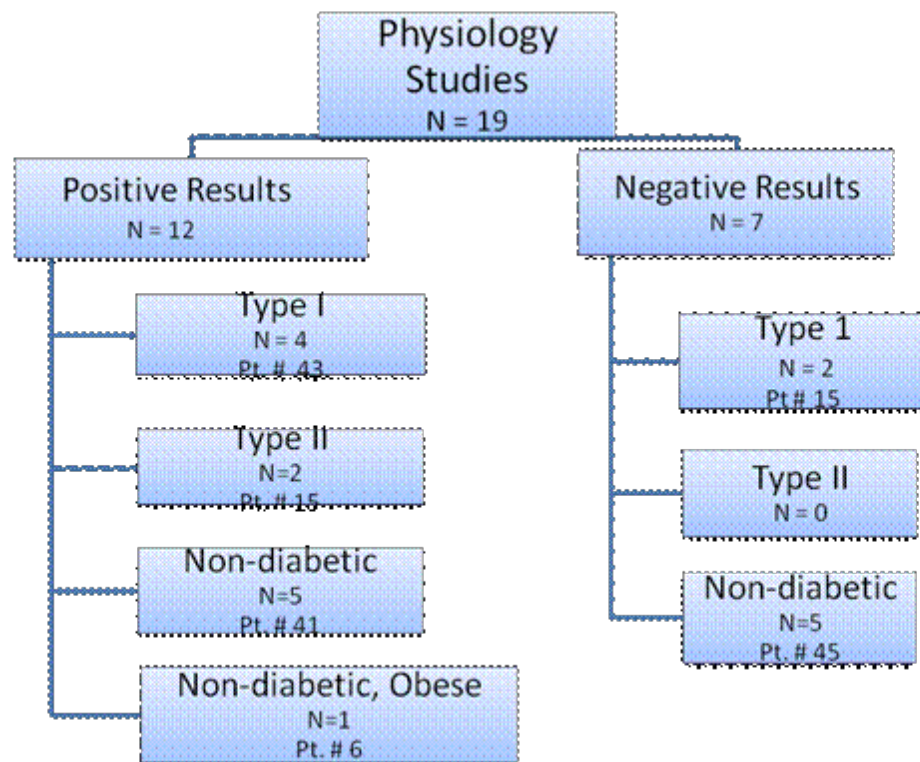 Physiology
Studies
N = 19
Positive Results
N = 12
Type I
N = 4
Pt. # 43
Type II
N=2
Pt. # 15
Non-diabetic
N=5
Pt. # 41
Non-diabetic, Obese
N=1
Pt. # 6
Negative Results
N = 7
Type 1
N = 2
Pt # 15
Type II
N = 0
Non-diabetic
N=5
Pt. # 45